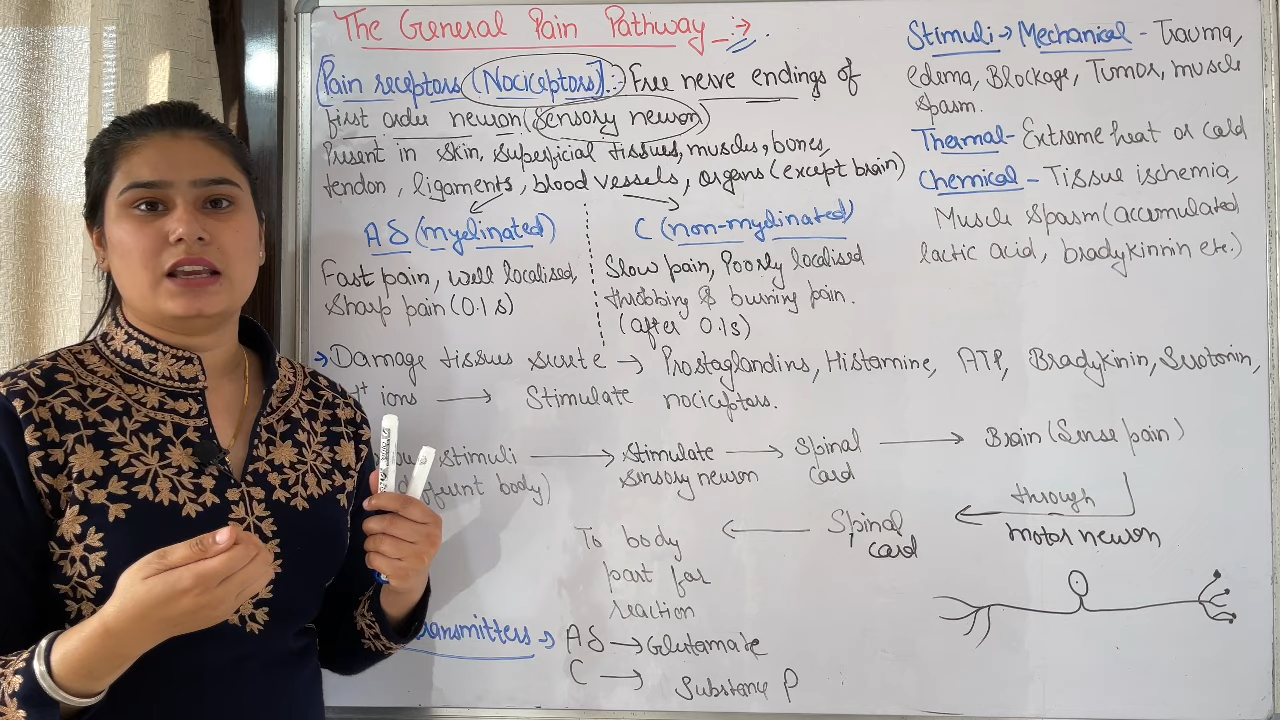 The General Pain Pathway -:→.
[Pain receptors (Nociceptors)] :- Free nerve endings of
first order neuron (Sensory neuron)
Present in skin, superficial tissues, muscles, bones,
tendon, ligaments, blood vessels, organs (except brain)
Aδ (myelinated)
Fast pain, well localised,
Sharp pain (0.1 s)
C (non-myelinated)
Slow pain, Poorly localised
throbbing & burning pain.
(after 0.1s)
Stimuli → Mechanical - Trauma,
edema, Blockage, Tumor, muscle
spasm.
Thermal - Extreme heat or cold
Chemical - Tissue ischemia,
Muscle spasm (accumulated
lactic acid, bradykinnin etc.)
→ Damage tissues secrete → Prostaglandins, Histamine, ATP, Bradykinin, Serotonin,
H+ ions → Stimulate nociceptors.
stimuli → Stimulate sensory neuron → Spinal cord → Brain (Sense pain)
body)
through
motor neuron
← Spinal cord
To body
part for
reaction
→ Aδ → Glutamate
C → Substance P